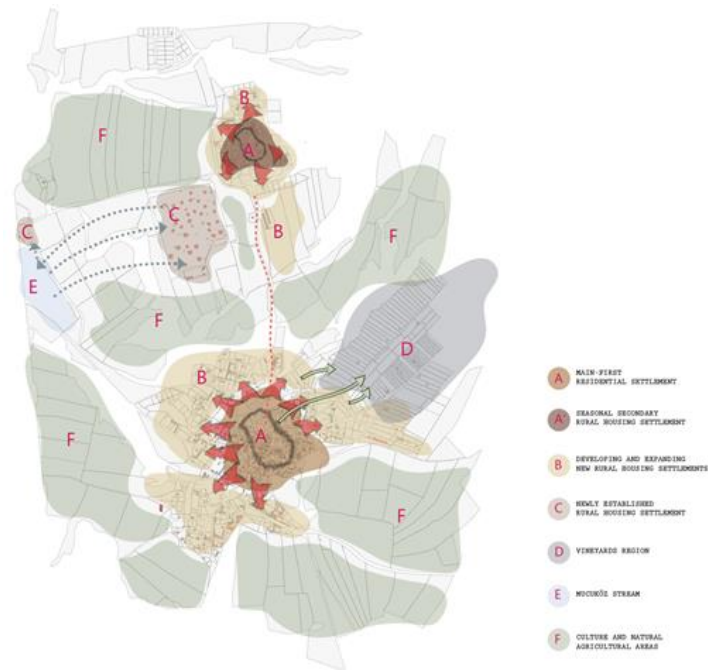 B
F
A'
C
B
C
F
E
F
D
B
A
F
F
A MAIN-FIRST
RESIDENTIAL SETTLEMENT
A' SEASONAL SECONDARY
RURAL HOUSING SETTLEMENT
B DEVELOPING AND EXPANDING
NEW RURAL HOUSING SETTLEMENTS
C NEWLY ESTABLISHED
RURAL HOUSING SETTLEMENT
D VINEYARDS REGION
E MUCUKÖZ STREAM
F CULTURE AND NATURAL
AGRICULTURAL AREAS